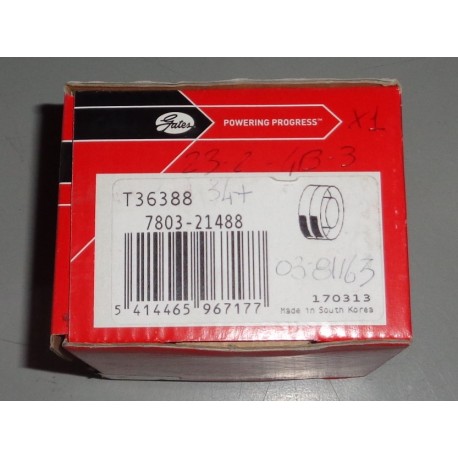 Gates
POWERING PROGRESS™
X1
23-2-1B-3
T36388
34+
7803-21488
03-81163
5 414465 967177
170313
Made in South Korea